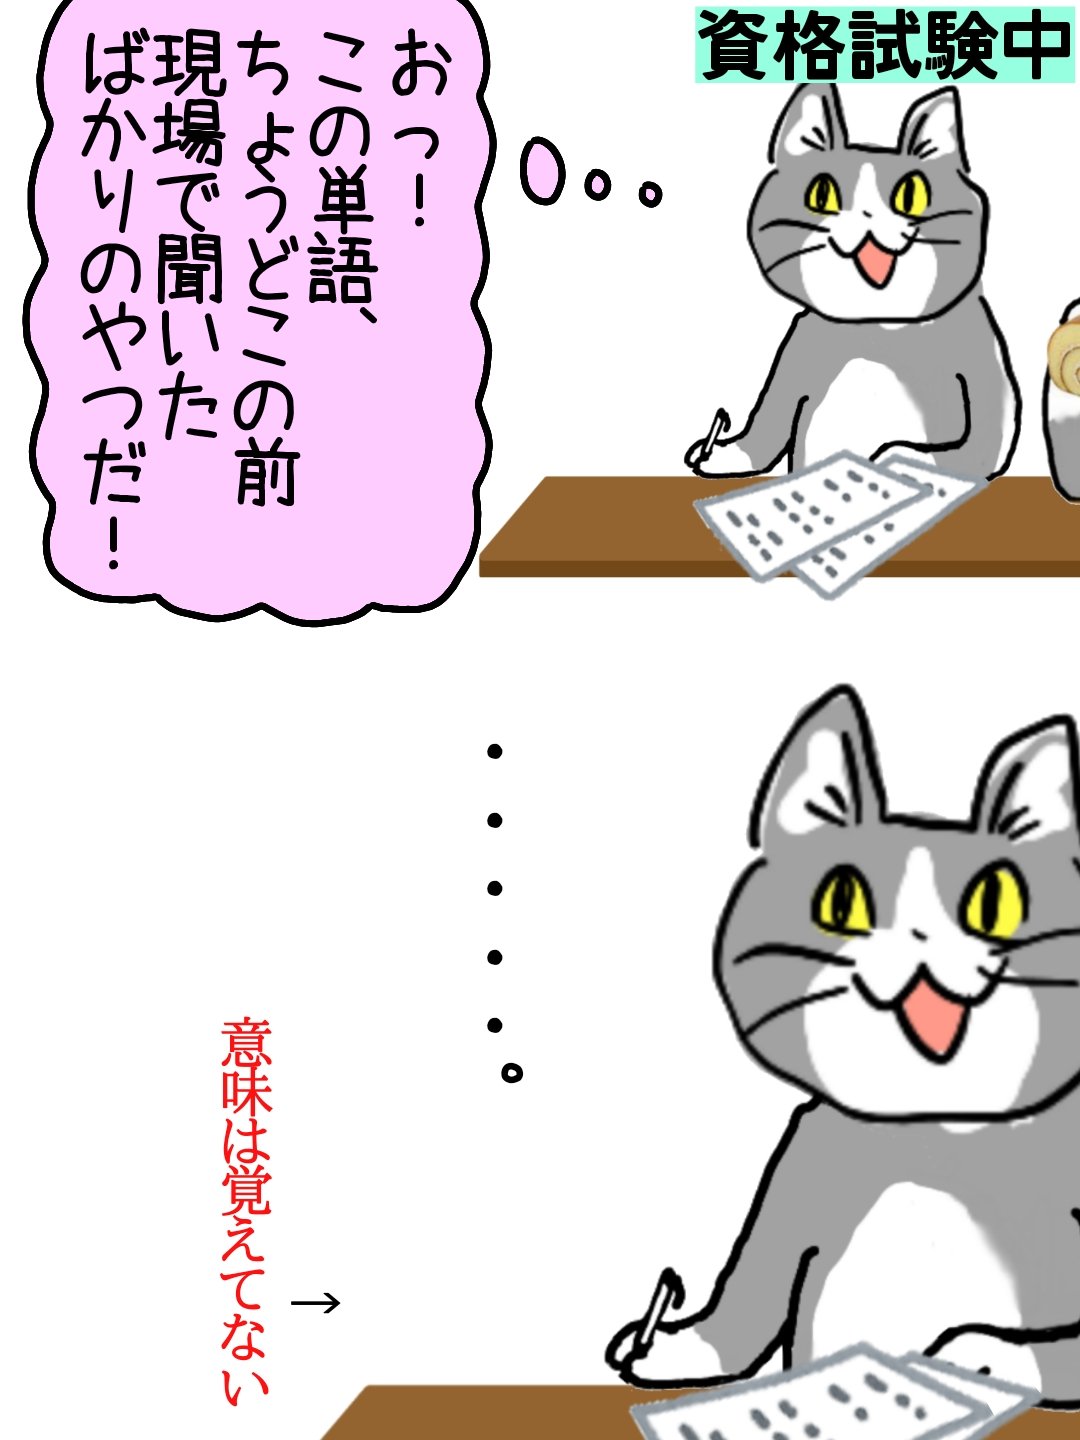 資格試験中
おっ!
この単語、
ちょうどこの前
現場で聞いた
ばかりのやつだ!
・・・・・。
意味は覚えてない
→